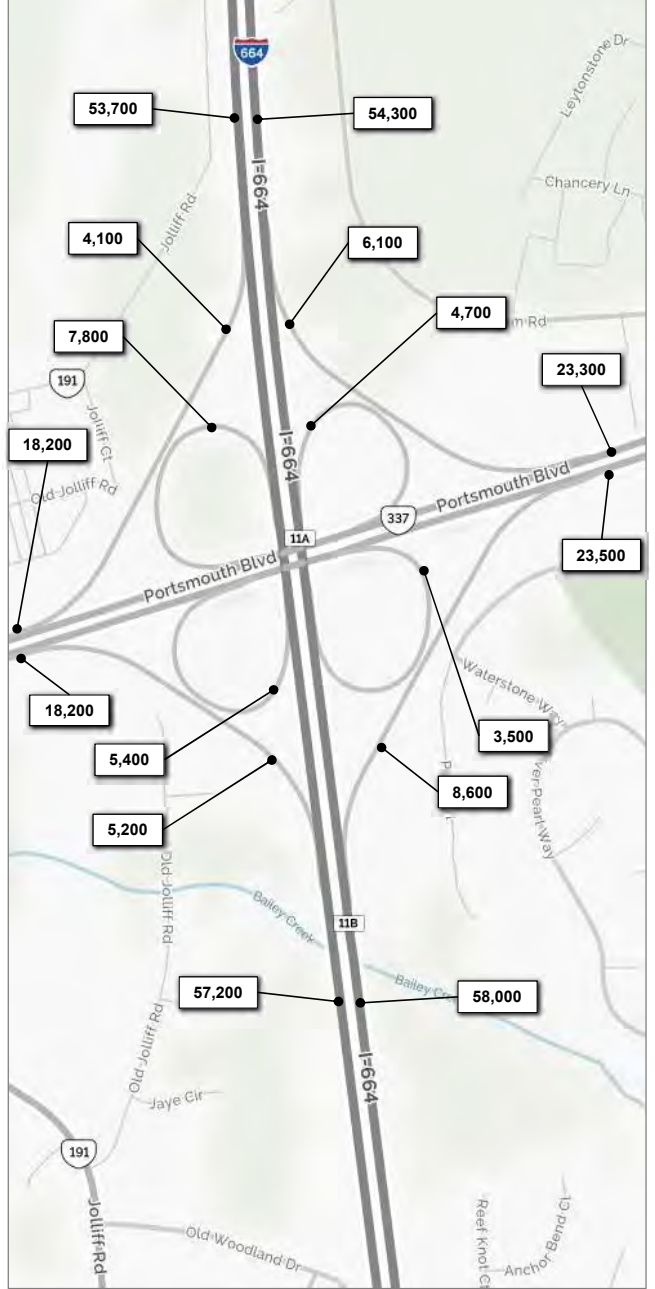 664
Leytonstone Dr
53,700
54,300
I-664
Chancery Ln
Jolliff Rd
4,100
6,100
4,700
m Rd
7,800
23,300
191
Jolliff Ct
18,200
I-664
Old Jolliff Rd
Portsmouth Blvd
337
11A
23,500
Portsmouth Blvd
Waterstone Way
18,200
3,500
5,400
8,600
5,200
Old Jolliff Rd
Bailey Creek
11B
57,200
Bailey
58,000
Old Jolliff Rd
I-664
Jaye Cir
191
Jolliff Rd
Old Woodland Dr
Reef Knot Ct
Anchor Bend Ct